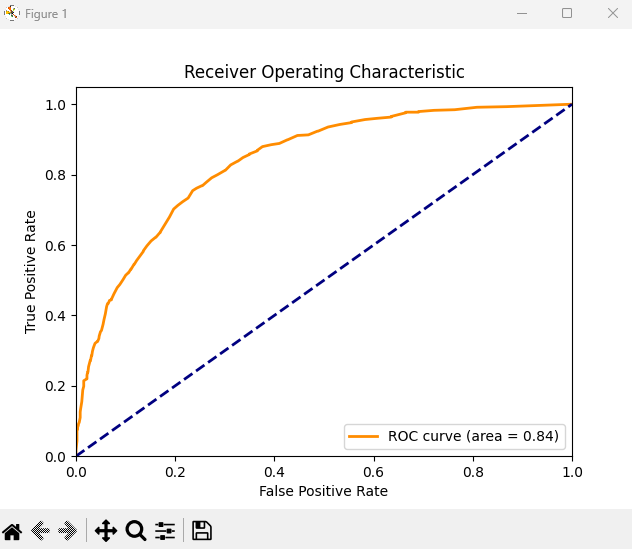 Figure 1
Receiver Operating Characteristic
1.0
0.8
0.6
0.4
0.2
0.0
True Positive Rate
ROC curve (area = 0.84)
0.0 0.2 0.4 0.6 0.8 1.0
False Positive Rate